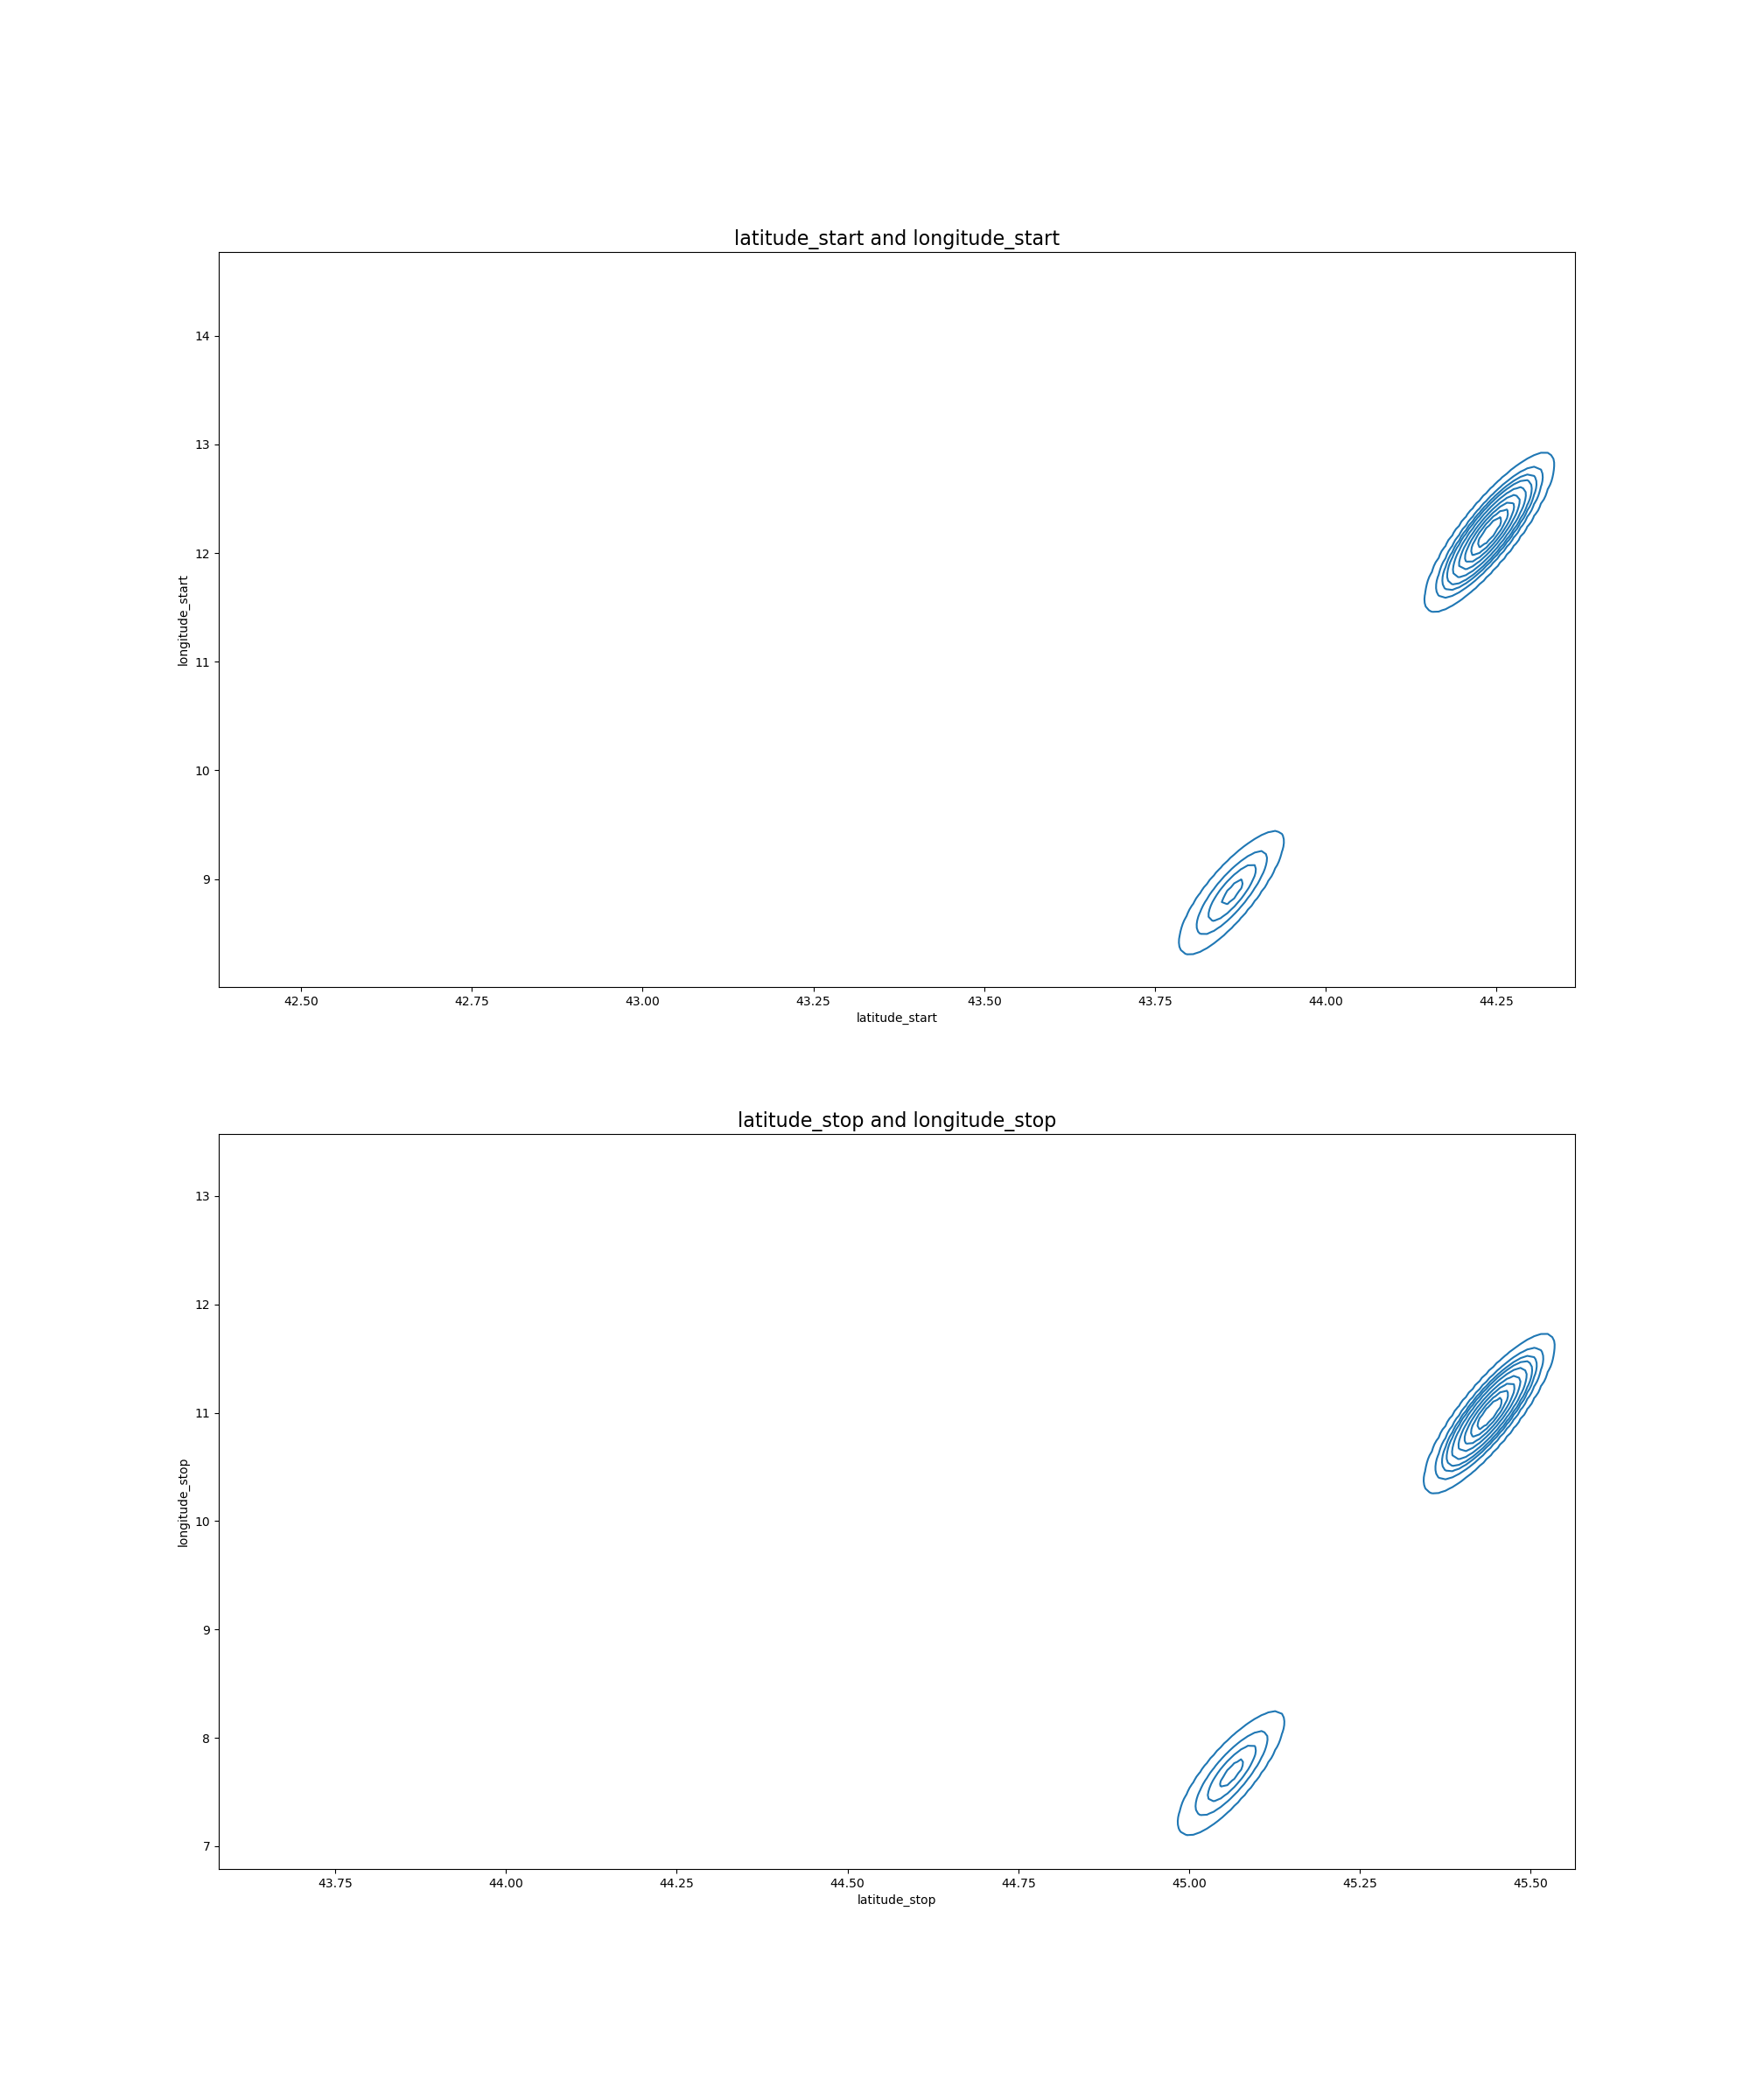 latitude_start and longitude_start
14
13
12
11
10
9
longitude_start
42.50 42.75 43.00 43.25 43.50 43.75 44.00 44.25
latitude_start
latitude_stop and longitude_stop
13
12
11
10
9
8
7
longitude_stop
43.75 44.00 44.25 44.50 44.75 45.00 45.25 45.50
latitude_stop